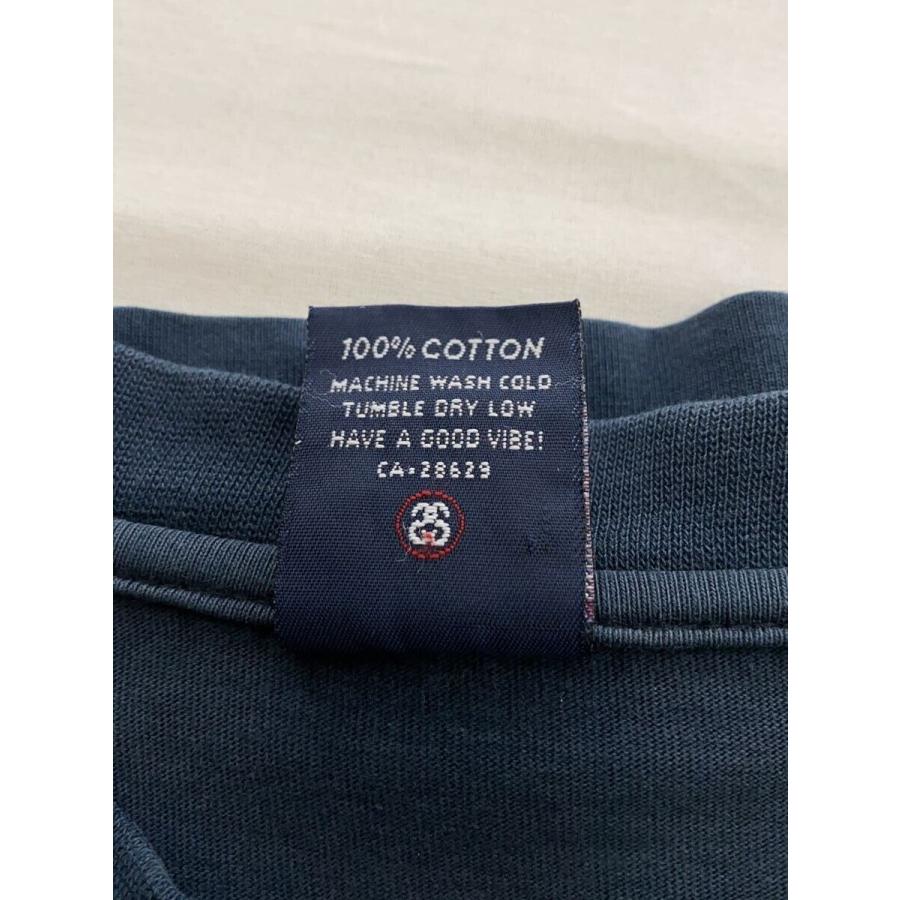 100% COTTON
MACHINE WASH COLD
TUMBLE DRY LOW
HAVE A GOOD VIBE!
CA-28629